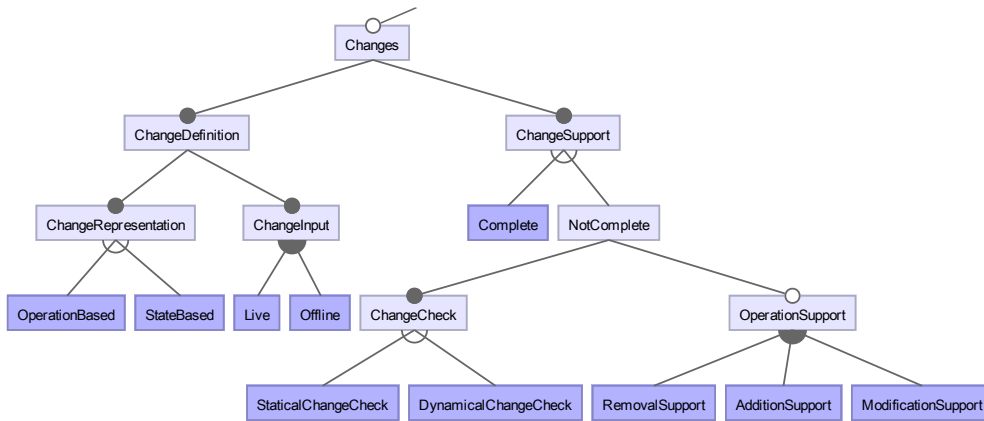 Changes
ChangeDefinition
ChangeSupport
ChangeRepresentation
ChangeInput
Complete
NotComplete
OperationBased
StateBased
Live
Offline
ChangeCheck
OperationSupport
StaticalChangeCheck
DynamicalChangeCheck
RemovalSupport
AdditionSupport
ModificationSupport